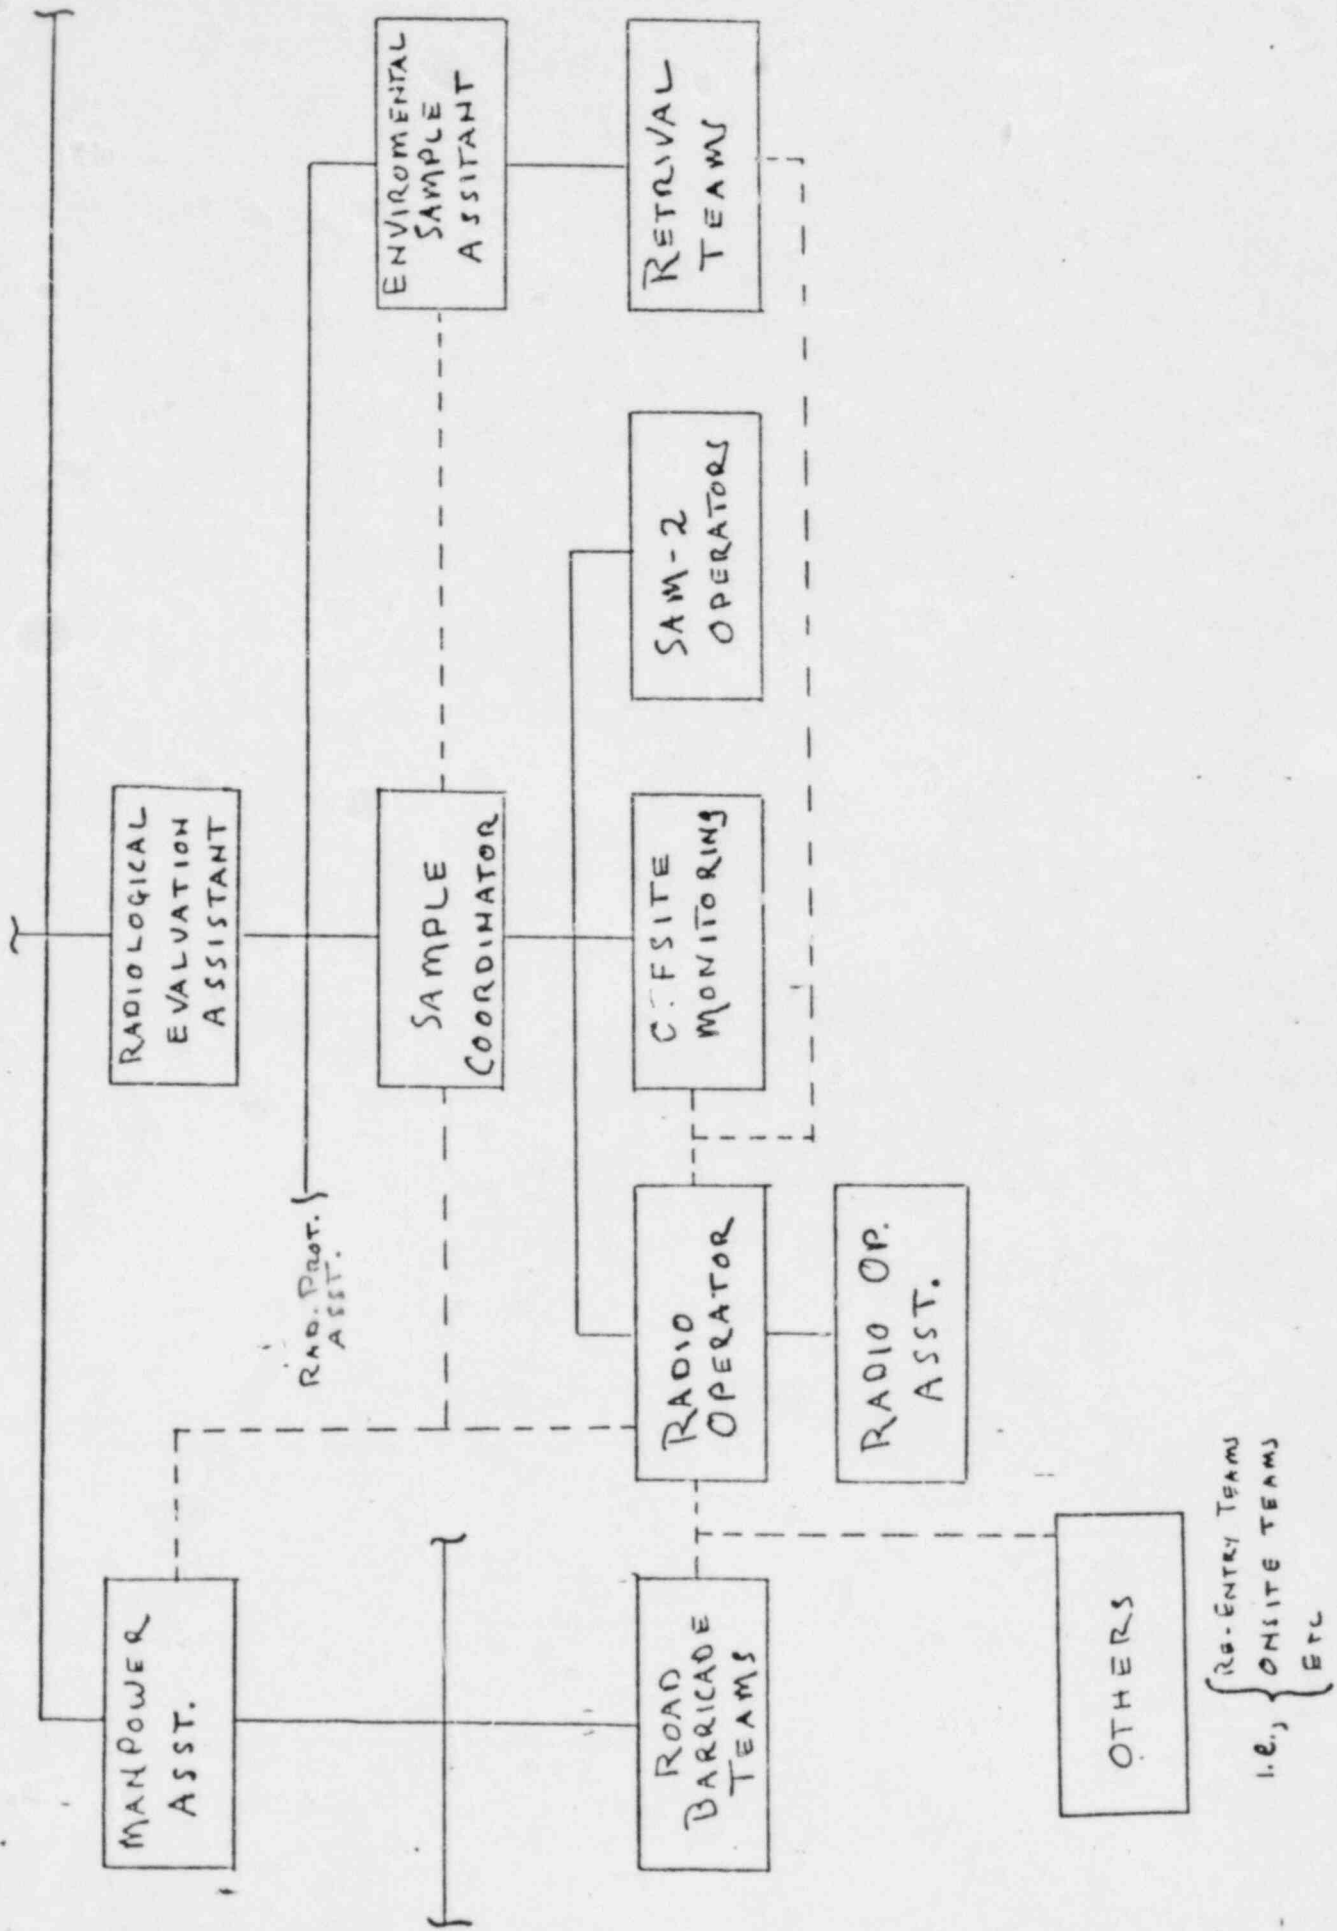 MANPOWER
ASST.
RADIOLOGICAL
EVALUATION
ASSISTANT
RAD. PROT.
ASST.
SAMPLE
COORDINATOR
ENVIROMENTAL
SAMPLE
ASSITANT
ROAD
BARRICADE
TEAMS
RADIO
OPERATOR
MONITORING
SAM-2
OPERATORS
RETRIVAL
TEAMS
RADIO OP.
ASST.
OTHERS
i.e., { RE-ENTRY TEAMS
ONSITE TEAMS
ETC